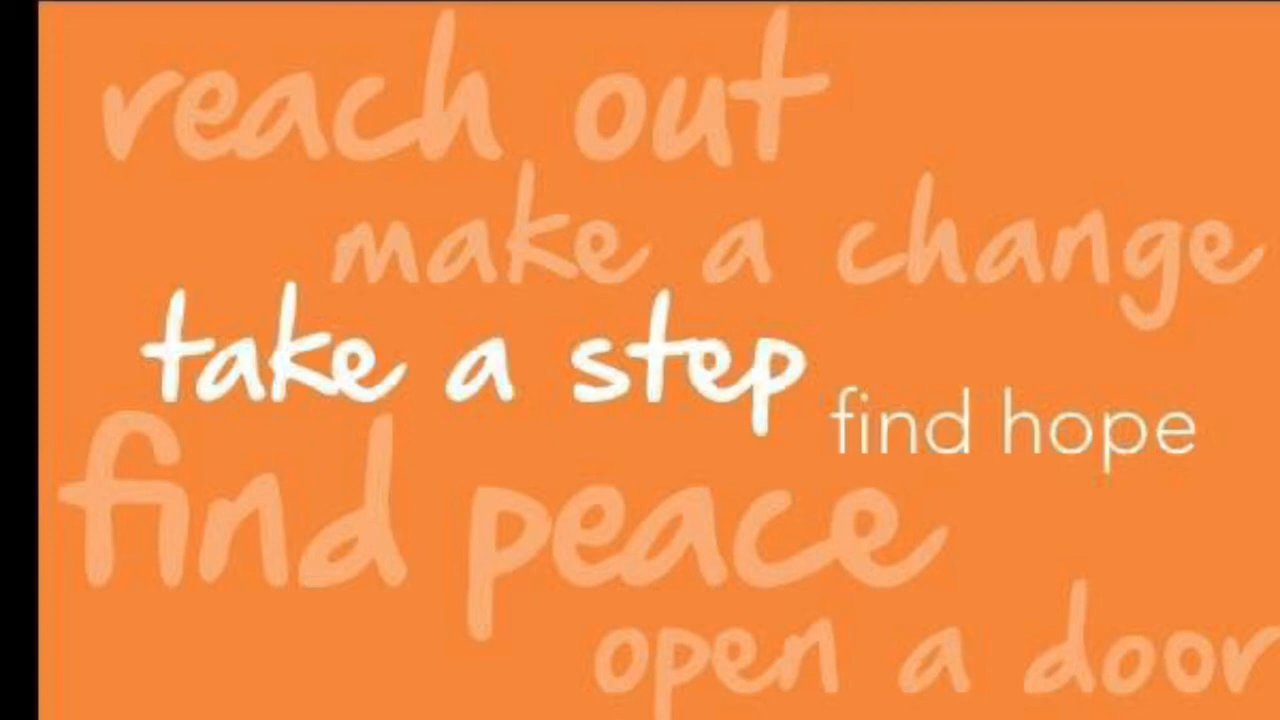 reach out
make a change
take a step
find hope
find peace
open a door